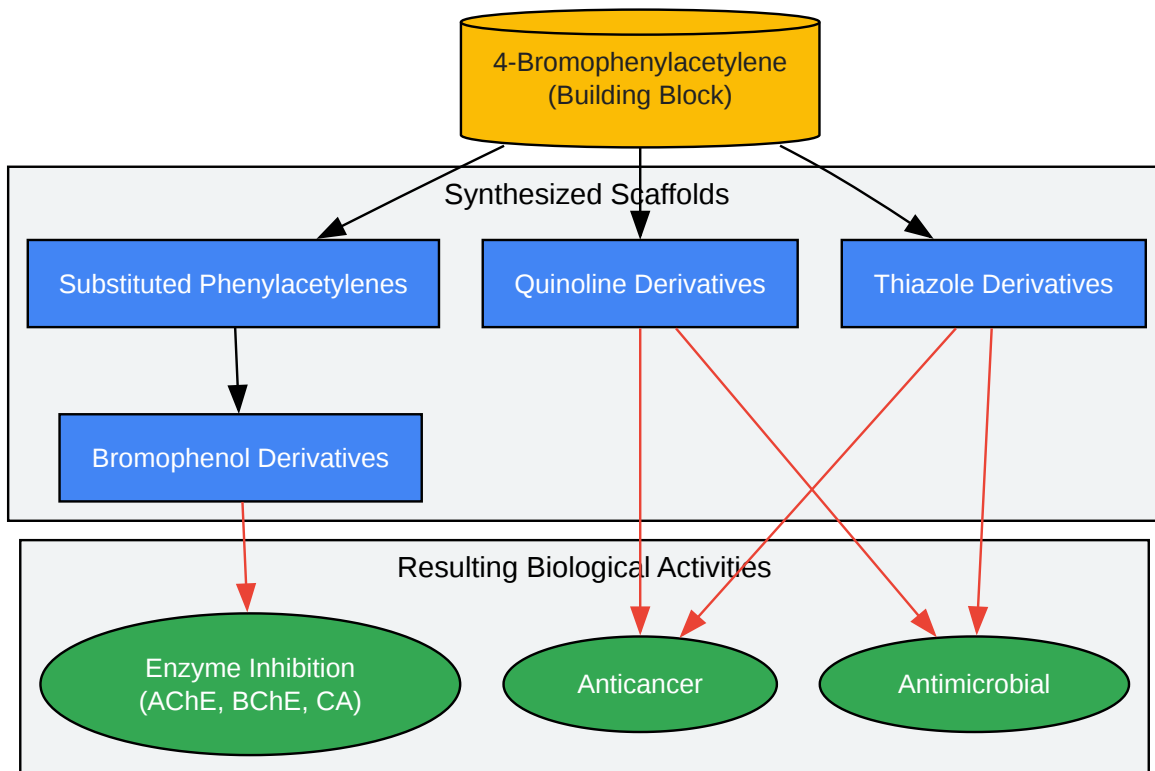 4-Bromophenylacetylene
(Building Block)
Synthesized Scaffolds
Substituted Phenylacetylenes
Quinoline Derivatives
Thiazole Derivatives
Bromophenol Derivatives
Resulting Biological Activities
Enzyme Inhibition
(AChE, BChE, CA)
Anticancer
Antimicrobial